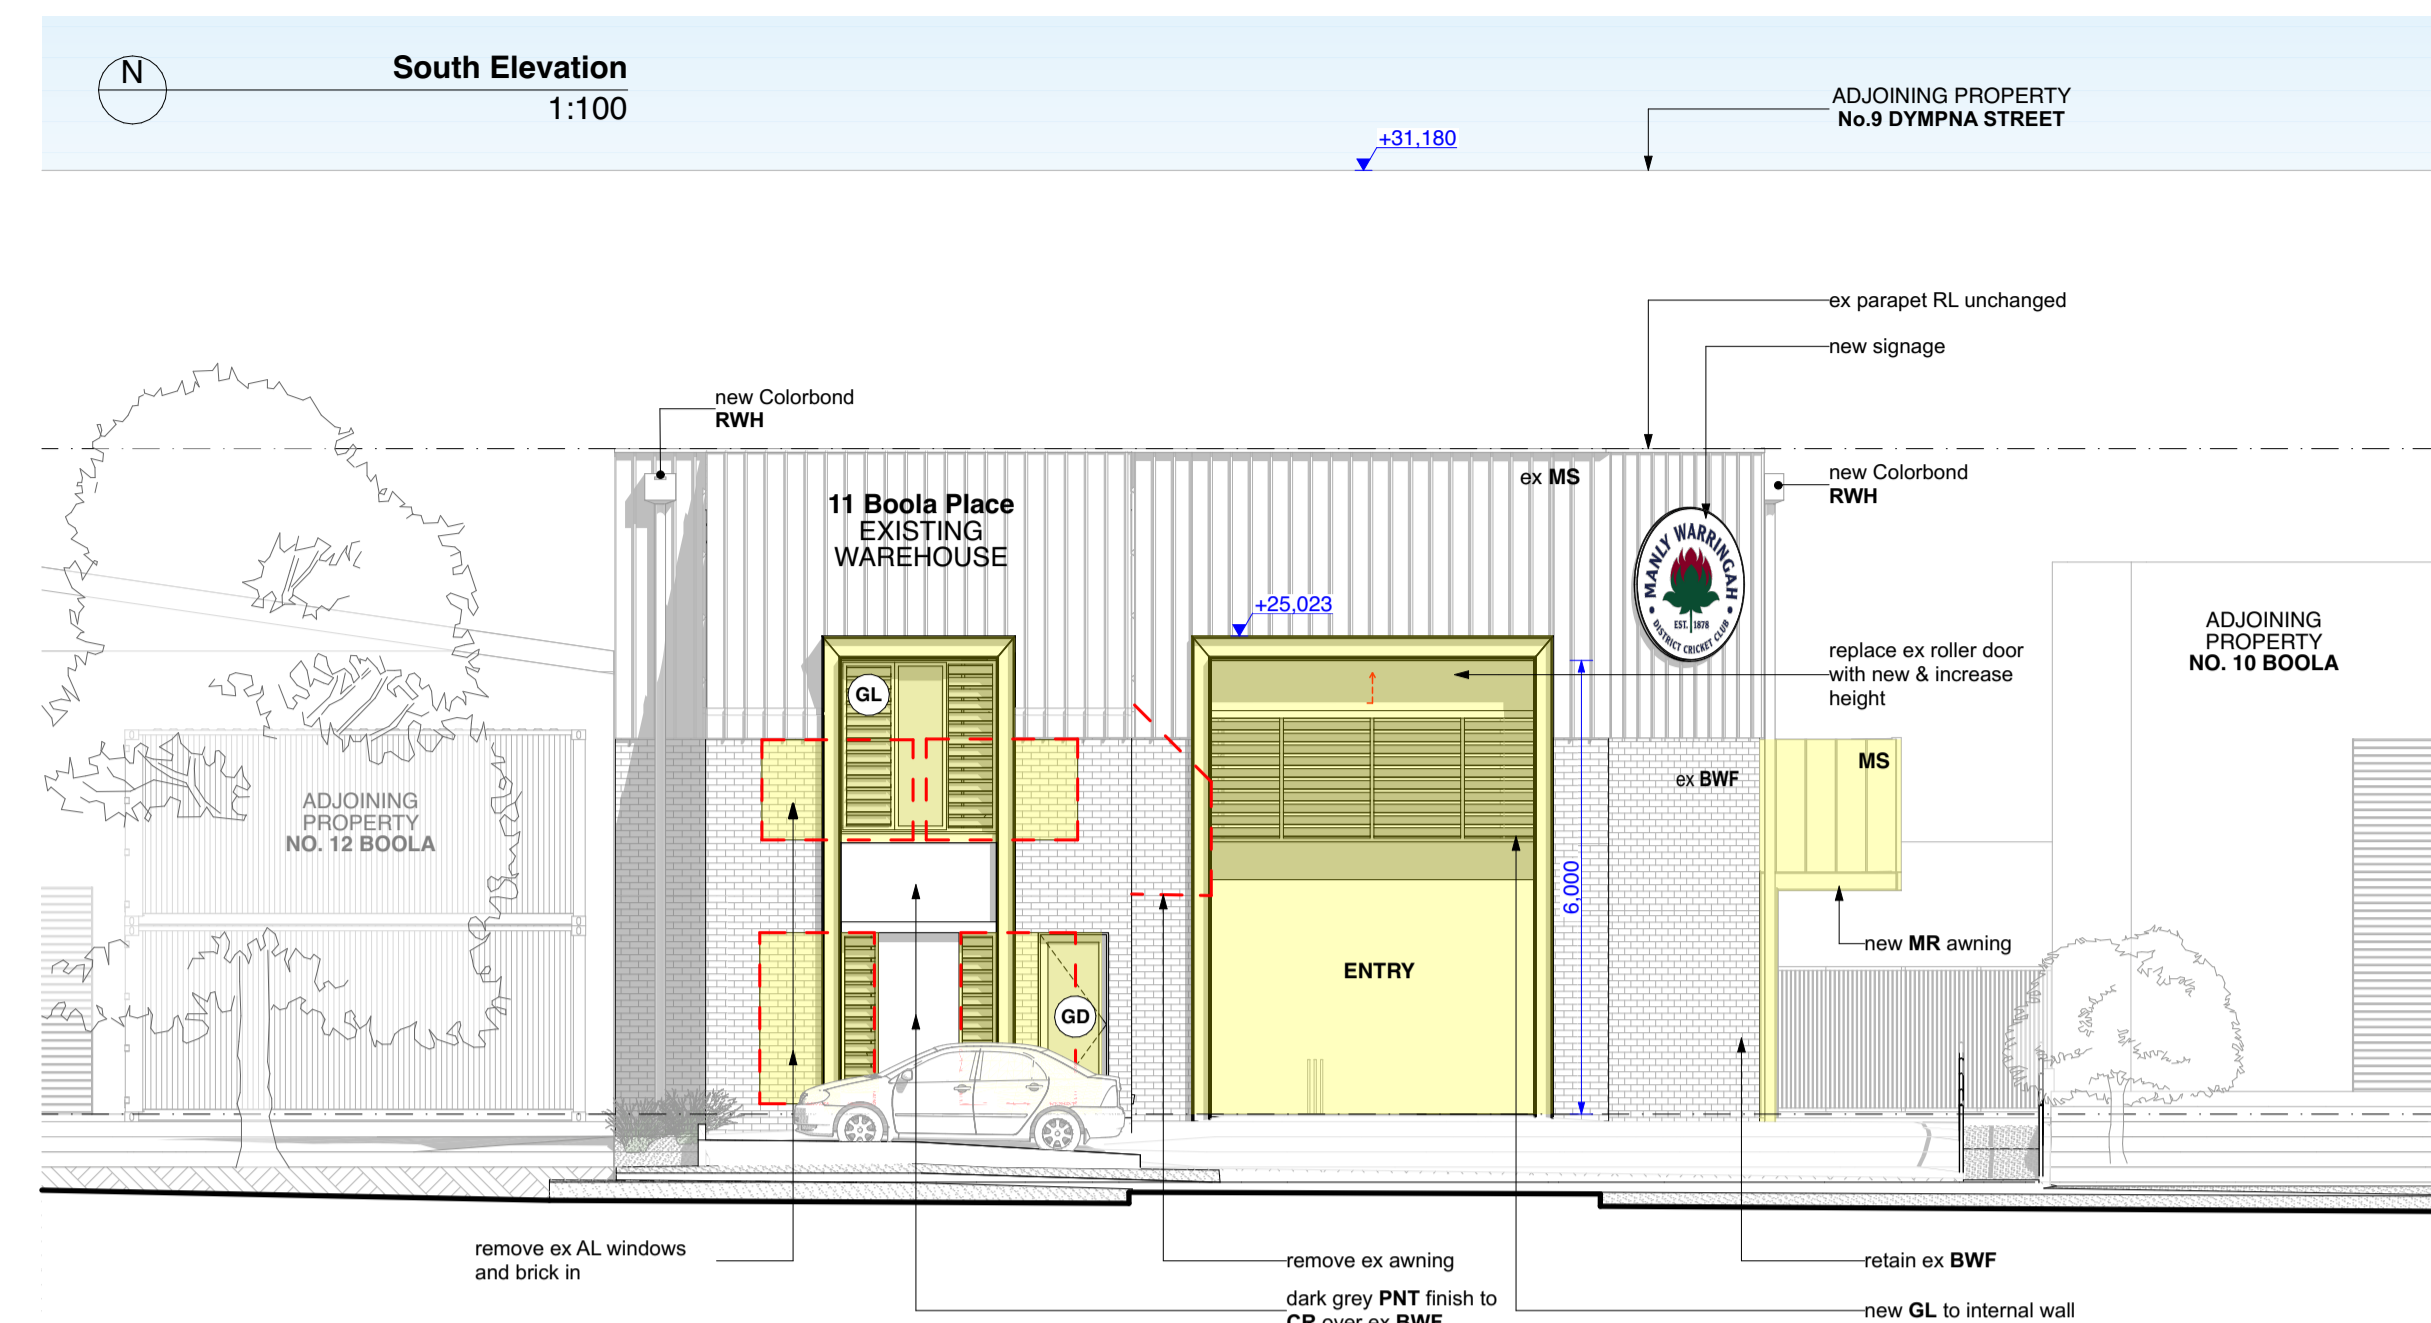 N
South Elevation
1:100
ADJOINING PROPERTY
No.9 DYMPNA STREET
+31,180
ex parapet RL unchanged
new signage
new Colorbond
RWH
ex MS
new Colorbond
RWH
11 Boola Place
EXISTING
WAREHOUSE
MANLY WARRINGAH
EST. 1878
DISTRICT CRICKET CLUB
+25,023
ADJOINING
PROPERTY
NO. 10 BOOLA
replace ex roller door
with new & increase
height
GL
MS
ex BWF
ADJOINING
PROPERTY
NO. 12 BOOLA
6,000
new MR awning
ENTRY
GD
remove ex AL windows
and brick in
remove ex awning
retain ex BWF
dark grey PNT finish to
CR over ex BWF
new GL to internal wall